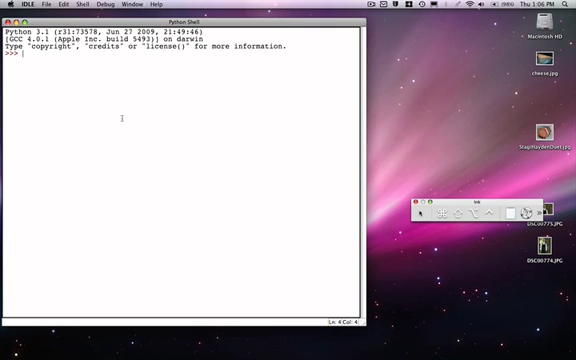 IDLE File Edit Shell Debug Window Help
Thu 1:06 PM
Python Shell
Python 3.1 (r31:73578, Jun 27 2009, 21:49:46)
[GCC 4.0.1 (Apple Inc. build 5493)] on darwin
Type "copyright", "credits" or "license()" for more information.
>>>
Ln: 4 Col: 4
Macintosh HD
cheese.jpg
StagiHaydenDuet.jpg
Ink
DSC00775.JPG
DSC00774.JPG